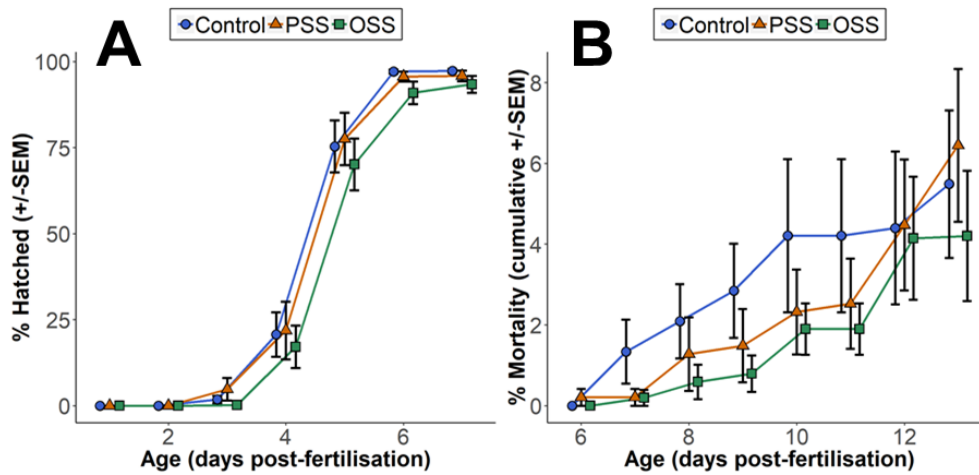 A
Control PSS OSS
% Hatched (+/-SEM)
100
75
50
25
0
2 4 6
Age (days post-fertilisation)
B
Control PSS OSS
% Mortality (cumulative +/-SEM)
8
6
4
2
0
6 8 10 12
Age (days post-fertilisation)